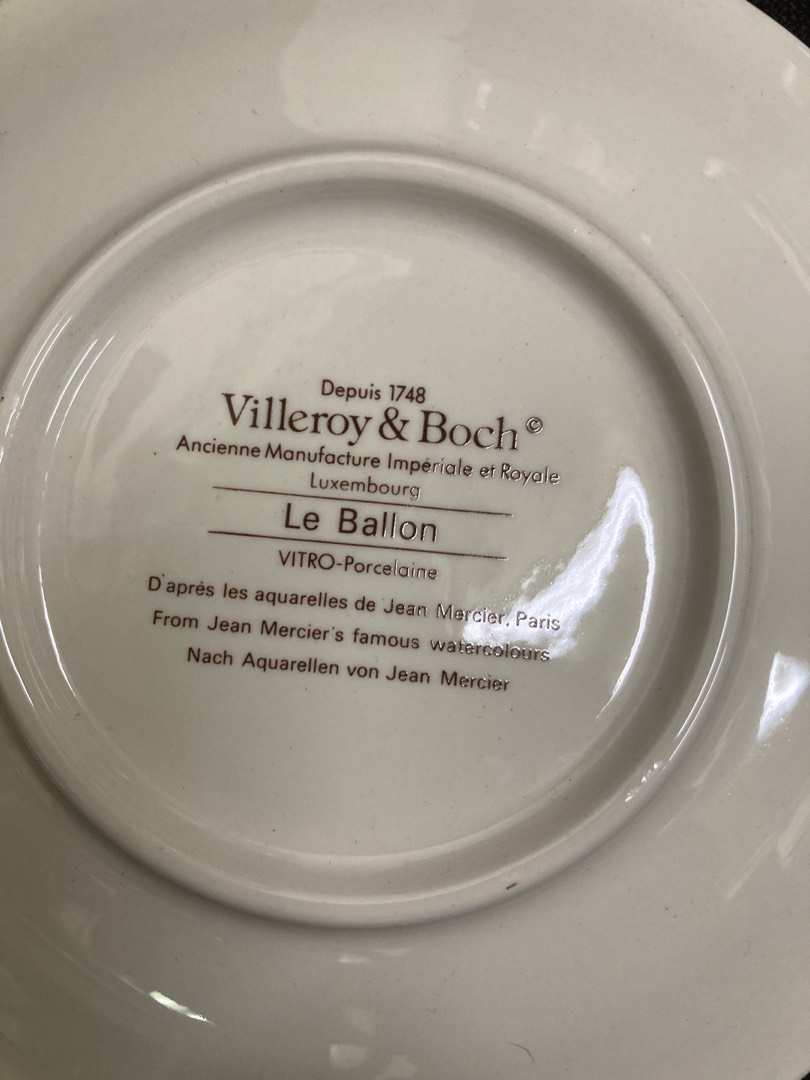 Depuis 1748
Villeroy & Boch©
Ancienne Manufacture Impériale et Royale
Luxembourg
Le Ballon
VITRO-Porcelaine
D'aprés les aquarelles de Jean Mercier, Paris
From Jean Mercier's famous watercolours
Nach Aquarellen von Jean Mercier